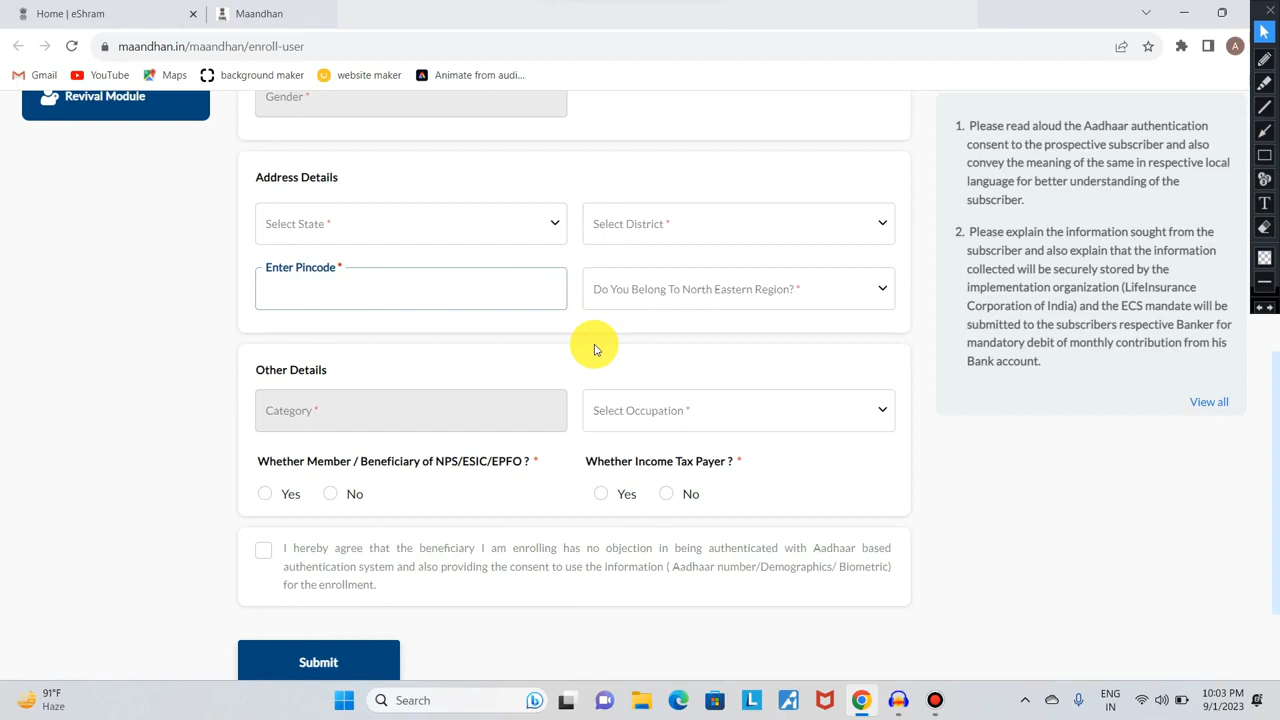 Home | eShram
Maandhan
maandhan.in/maandhan/enroll-user
A
Gmail
YouTube
Maps
background maker
website maker
Animate from audi...
Revival Module
Gender *
Address Details
Select State *
Select District *
Enter Pincode *
Do You Belong To North Eastern Region? *
Other Details
Category *
Select Occupation *
Whether Member / Beneficiary of NPS/ESIC/EPFO ? *
Whether Income Tax Payer ? *
Yes
No
Yes
No
I hereby agree that the beneficiary I am enrolling has no objection in being authenticated with Aadhaar based
authentication system and also providing the consent to use the information ( Aadhaar number/Demographics/ Biometric)
for the enrollment.
Submit
1. Please read aloud the Aadhaar authentication
consent to the prospective subscriber and also
convey the meaning of the same in respective local
language for better understanding of the
subscriber.
2. Please explain the information sought from the
subscriber and also explain that the information
collected will be securely stored by the
implementation organization (LifeInsurance
Corporation of India) and the ECS mandate will be
submitted to the subscribers respective Banker for
mandatory debit of monthly contribution from his
Bank account.
View all
T
91°F
Haze
Search
L
ENG
IN
10:03 PM
9/1/2023